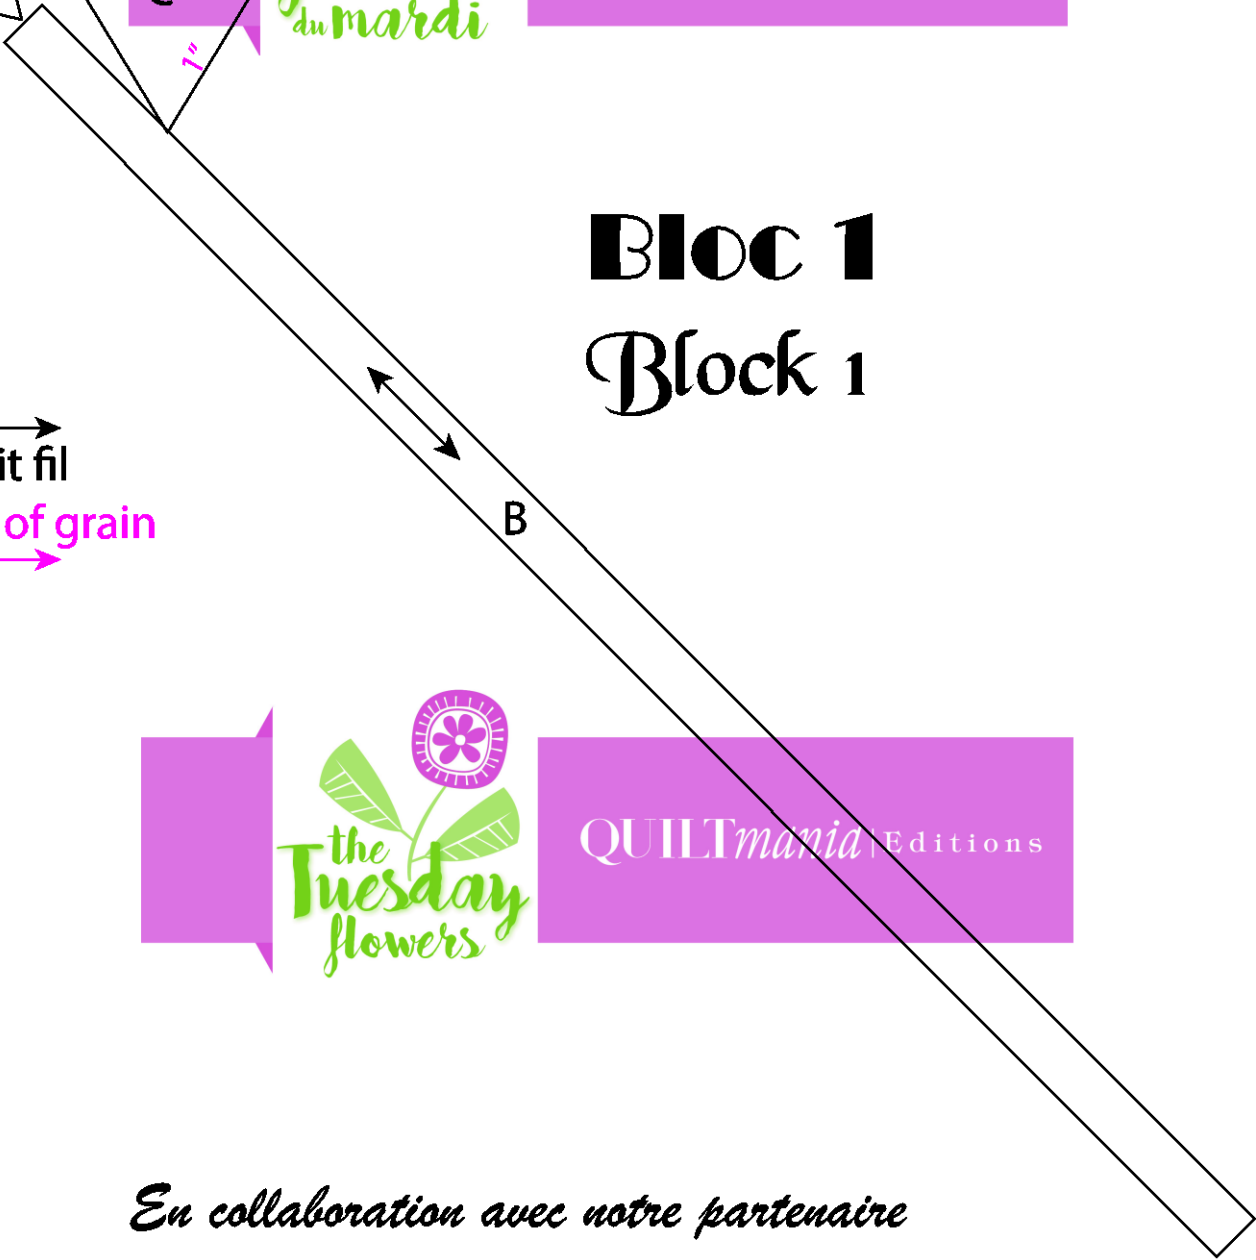 du mardi
1"
Bloc 1
Block 1
it fil
of grain
B
the
Tuesday
flowers
QUILTmania | Editions
En collaboration avec notre partenaire